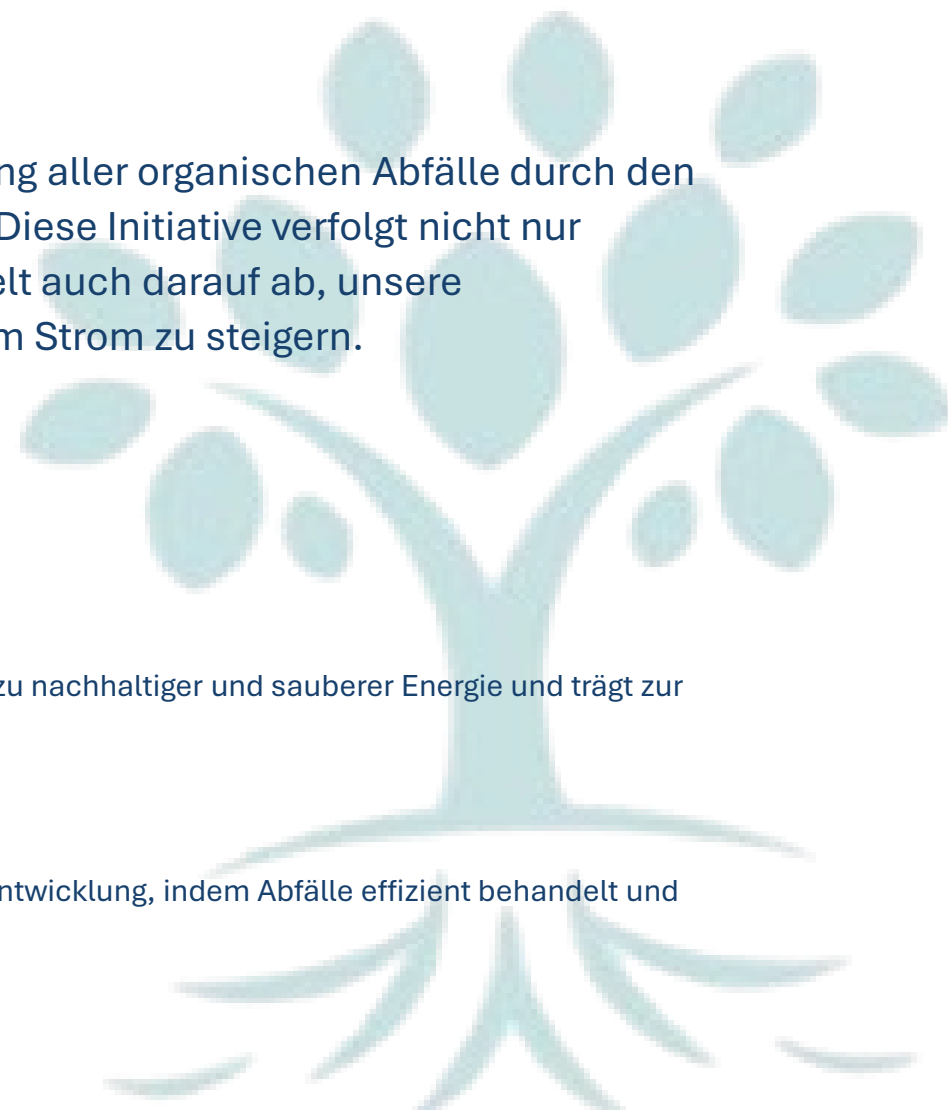 ng aller organischen Abfälle durch den
Diese Initiative verfolgt nicht nur
elt auch darauf ab, unsere
m Strom zu steigern.
zu nachhaltiger und sauberer Energie und trägt zur
ntwicklung, indem Abfälle effizient behandelt und